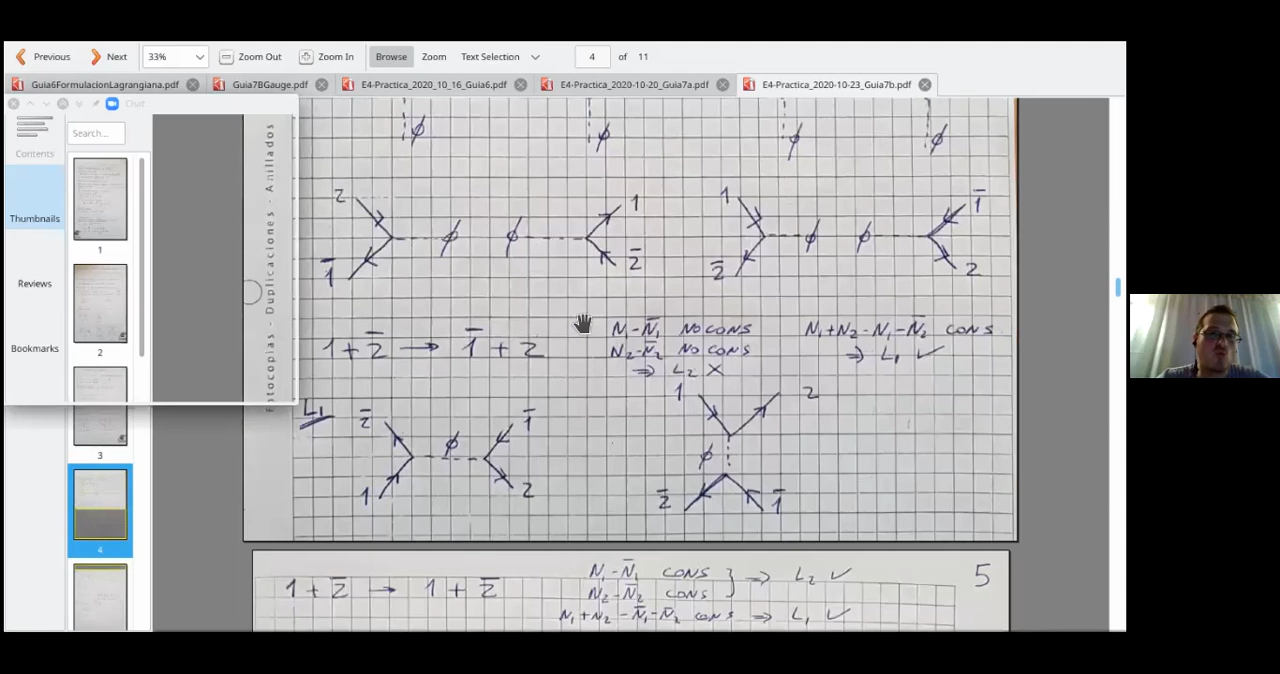 Previous Next 33% Zoom Out Zoom In Browse Zoom Text Selection 4 of 11
Guia6FormulacionLagrangiana.pdf Guia7BGauge.pdf E4-Practica_2020_10_16_Guia6.pdf E4-Practica_2020-10-20_Guia7a.pdf E4-Practica_2020-10-23_Guia7b.pdf
Chat
Search...
Contents
Thumbnails
Reviews
Bookmarks
1
2
3
4
Fotocopias - Duplicaciones - Anillados
ϕ ϕ ϕ ϕ
2 1 1 1̅
ϕ ϕ ϕ ϕ
1̅ 2̅ 2̅ 2
1 + 2̅ → 1̅ + 2
N₁-N̅₁ NO CONS
N₂-N̅₂ NO CONS
⇒ L₂ X
N₁+N₂-N̅₁-N̅₂ CONS
⇒ L₁ ✓
L₁
2̅ ϕ 1̅
1 2
1 2
ϕ
2̅ 1̅
5
1 + 2̅ → 1 + 2̅
N₁-N̅₁ CONS
N₂-N̅₂ CONS } ⇒ L₂ ✓
N₁+N₂-N̅₁-N̅₂ CONS ⇒ L₁ ✓